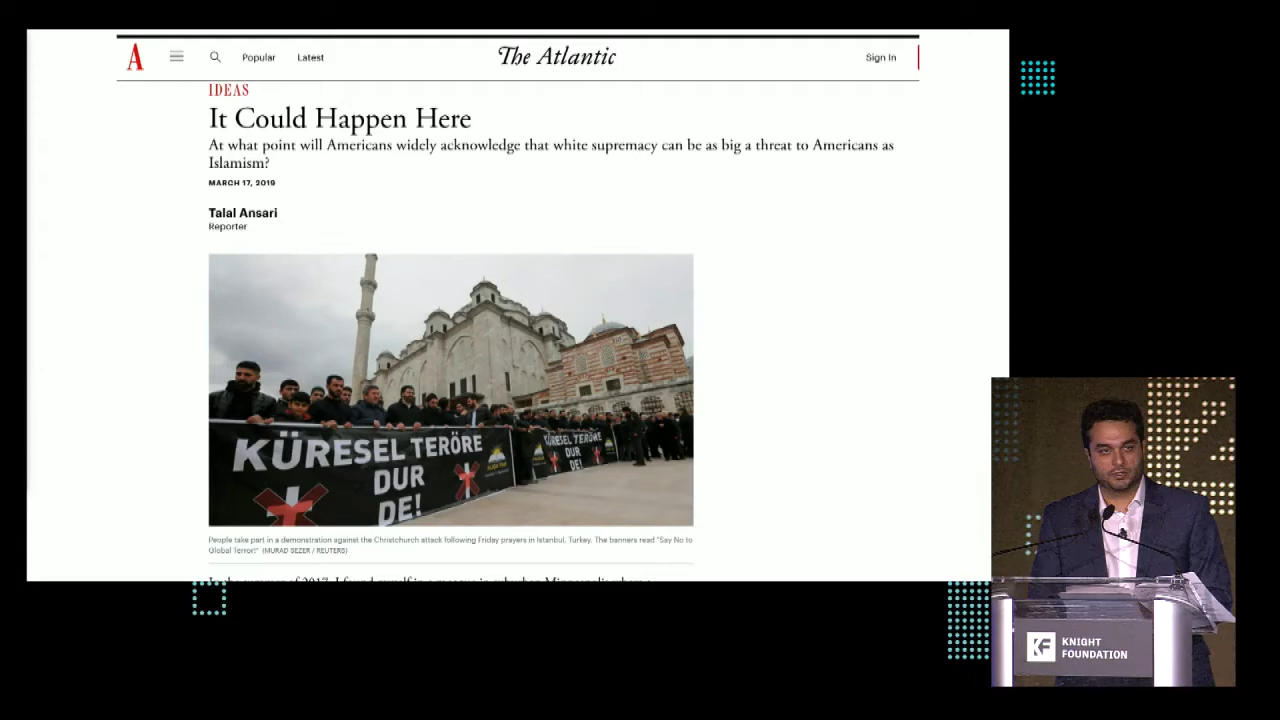 A Popular Latest The Atlantic Sign In
IDEAS
It Could Happen Here
At what point will Americans widely acknowledge that white supremacy can be as big a threat to Americans as
Islamism?
MARCH 17, 2019
Talal Ansari
Reporter
KÜRESEL TERÖRE
DUR
DE!
KÜRESEL TERÖRE
DUR
DE!
People take part in a demonstration against the Christchurch attack following Friday prayers in Istanbul, Turkey. The banners read "Say No to
Global Terror!" (MURAD SEZER / REUTERS)
KF KNIGHT
FOUNDATION